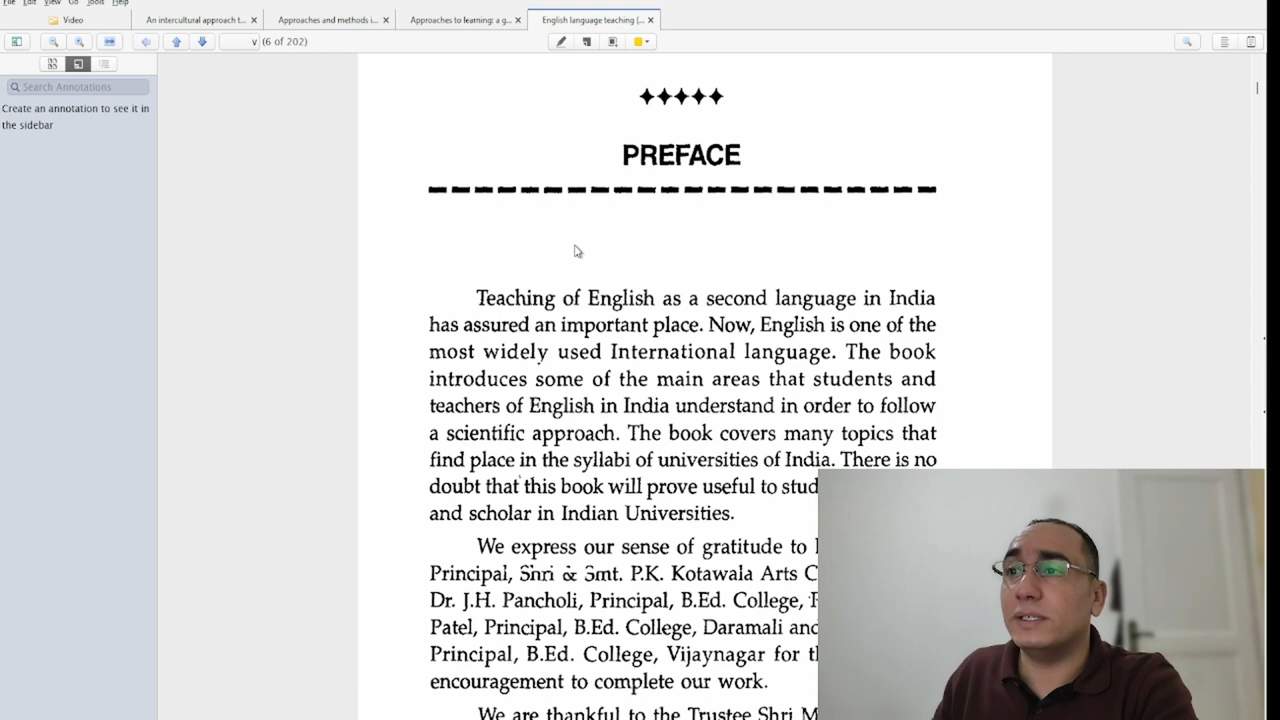 File Edit View Go Tools Help
Video An intercultural approach t... Approaches and methods i... Approaches to learning: a g... English language teaching (...
v (6 of 202)
Search Annotations
Create an annotation to see it in
the sidebar
PREFACE
Teaching of English as a second language in India
has assured an important place. Now, English is one of the
most widely used International language. The book
introduces some of the main areas that students and
teachers of English in India understand in order to follow
a scientific approach. The book covers many topics that
find place in the syllabi of universities of India. There is no
doubt that this book will prove useful to stud
and scholar in Indian Universities.
We express our sense of gratitude to
Principal, Shri & Smt. P.K. Kotawala Arts C
Dr. J.H. Pancholi, Principal, B.Ed. College,
Patel, Principal, B.Ed. College, Daramali and
Principal, B.Ed. College, Vijaynagar for th
encouragement to complete our work.
We are thankful to the Trustee Shri M